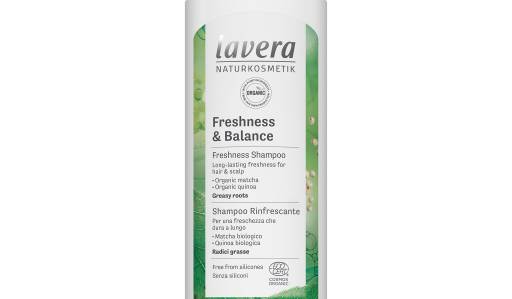 lavera
NATURKOSMETIK
ORGANIC
Freshness
& Balance
Freshness Shampoo
Long-lasting freshness for
hair & scalp
• Organic matcha
• Organic quinoa
Greasy roots
Shampoo Rinfrescante
Per una freschezza che
dura a lungo
• Matcha biologico
• Quinoa biologica
Radici grasse
Free from silicones
Senza siliconi
COSMOS
ORGANIC